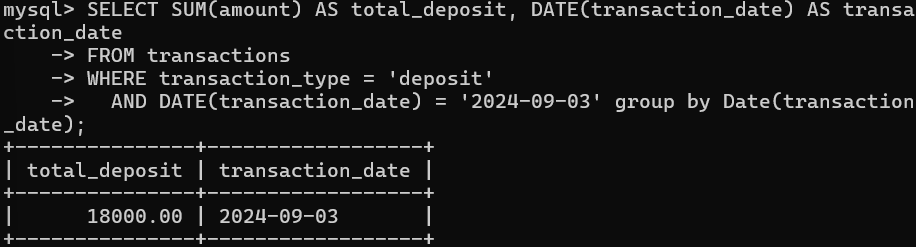 mysql> SELECT SUM(amount) AS total_deposit, DATE(transaction_date) AS transa
ction_date
    -> FROM transactions
    -> WHERE transaction_type = 'deposit'
    ->   AND DATE(transaction_date) = '2024-09-03' group by Date(transaction
_date);
+---------------+------------------+
| total_deposit | transaction_date |
+---------------+------------------+
|      18000.00 | 2024-09-03       |
+---------------+------------------+